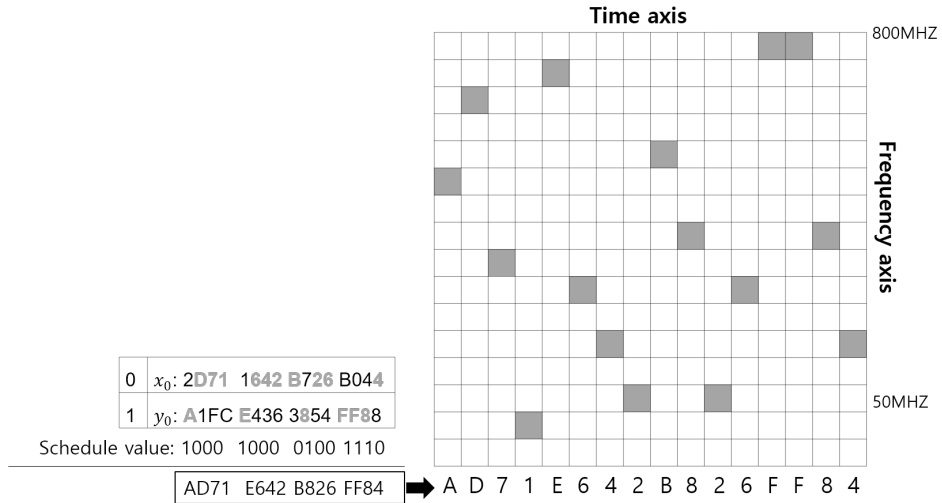 Time axis
800MHZ
Frequency axis
50MHZ
0 x₀: 2D71 1642 B726 B044
1 y₀: A1FC E436 3854 FF88
Schedule value: 1000 1000 0100 1110
AD71 E642 B826 FF84
A D 7 1 E 6 4 2 B 8 2 6 F F 8 4